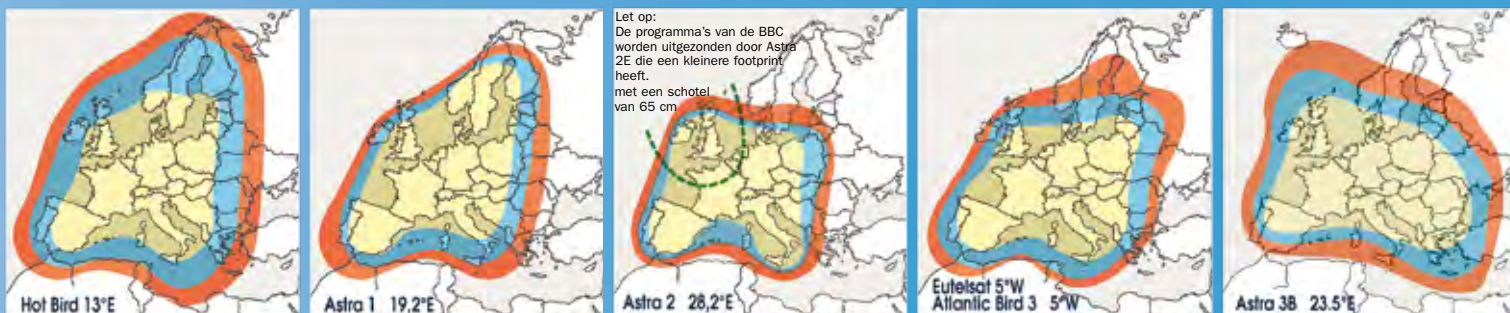 Let op:
De programma's van de BBC
worden uitgezonden door Astra
2E die een kleinere footprint
heeft.
met een schotel
van 65 cm
Hot Bird 13°E
Astra 1 19,2°E
Astra 2 28,2°E
Eutelsat 5°W
Atlantic Bird 3 5°W
Astra 3B 23.5°E